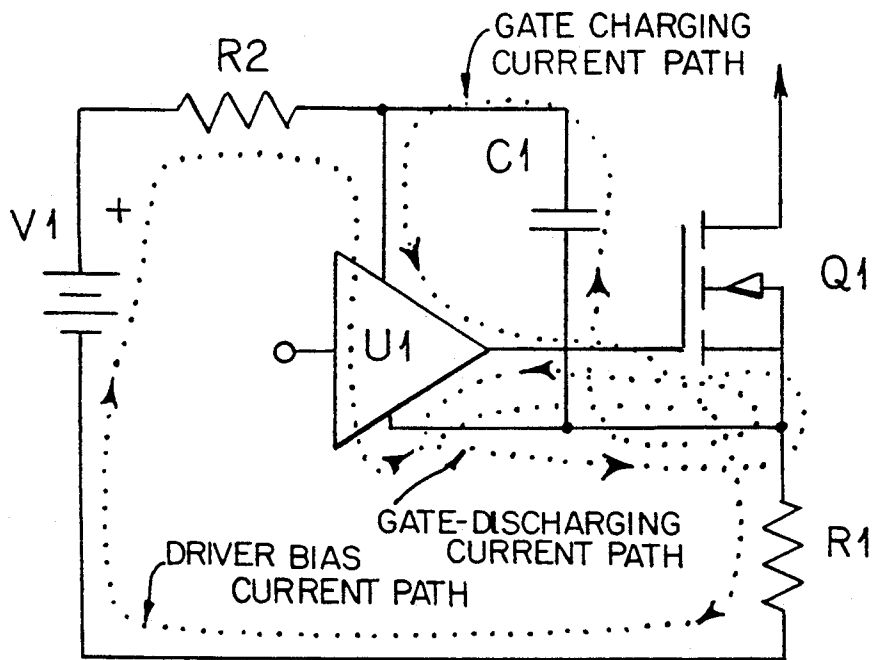 GATE CHARGING
CURRENT PATH
R2
C1
V1
+
Q1
U1
GATE-DISCHARGING
CURRENT PATH
R1
DRIVER BIAS
CURRENT PATH